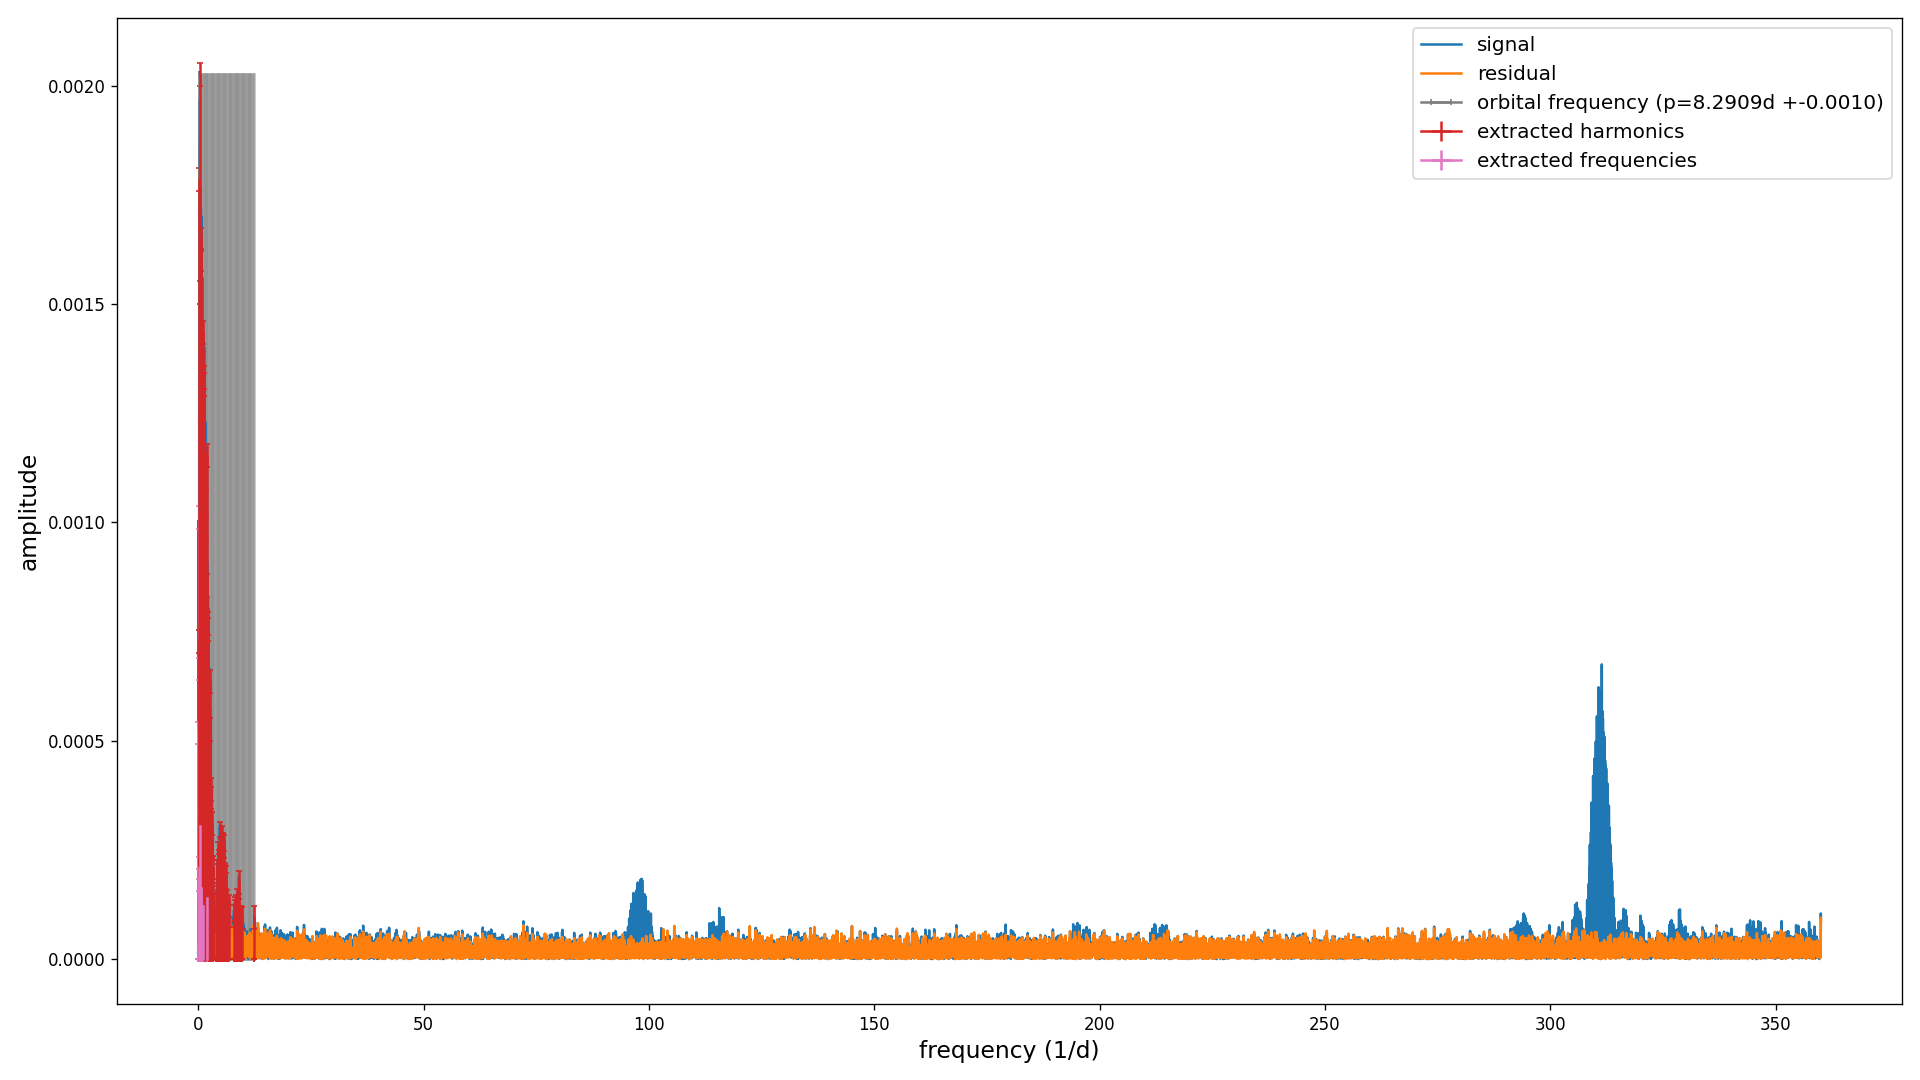 signal
residual
orbital frequency (p=8.2909d +-0.0010)
extracted harmonics
extracted frequencies
amplitude
0.0020
0.0015
0.0010
0.0005
0.0000
0 50 100 150 200 250 300 350
frequency (1/d)